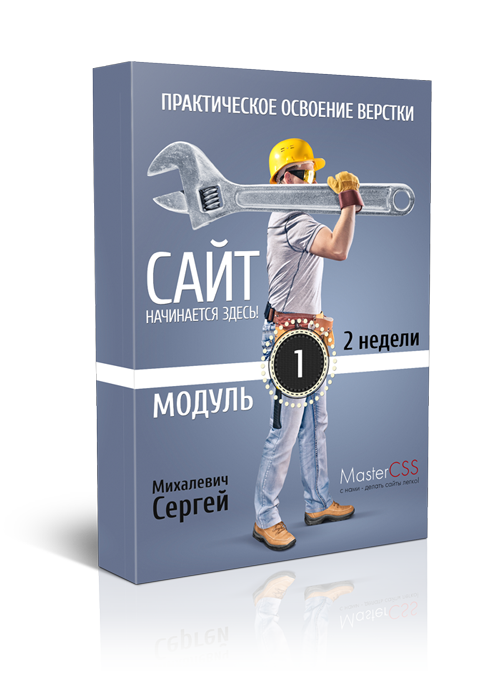 ПРАКТИЧЕСКОЕ ОСВОЕНИЕ ВЕРСТКИ
САЙТ
НАЧИНАЕТСЯ ЗДЕСЬ!
1
2 недели
МОДУЛЬ
Михалевич
Сергей
MasterCSS
с нами - делать сайты легко!